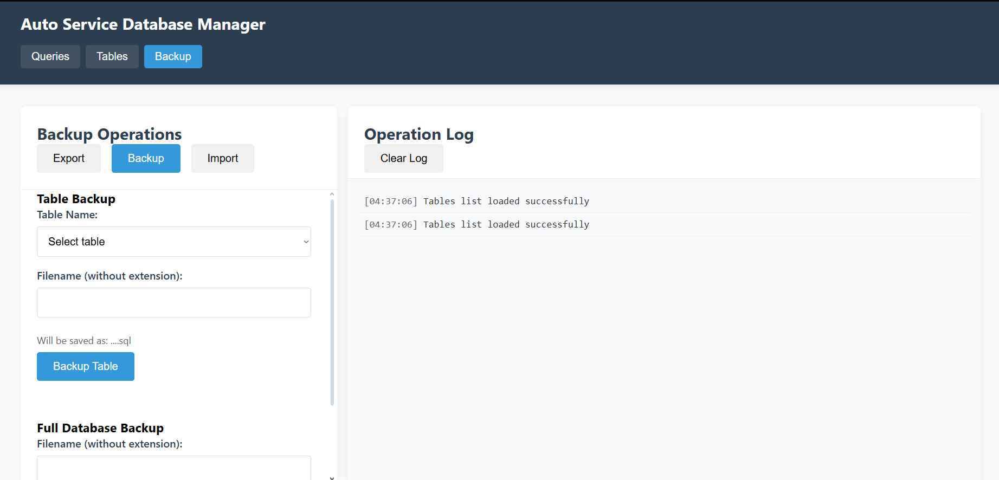 Auto Service Database Manager
Queries Tables Backup
Backup Operations
Export Backup Import
Table Backup
Table Name:
Select table
Filename (without extension):
Will be saved as: ....sql
Backup Table
Full Database Backup
Filename (without extension):
Operation Log
Clear Log
[04:37:06] Tables list loaded successfully
[04:37:06] Tables list loaded successfully